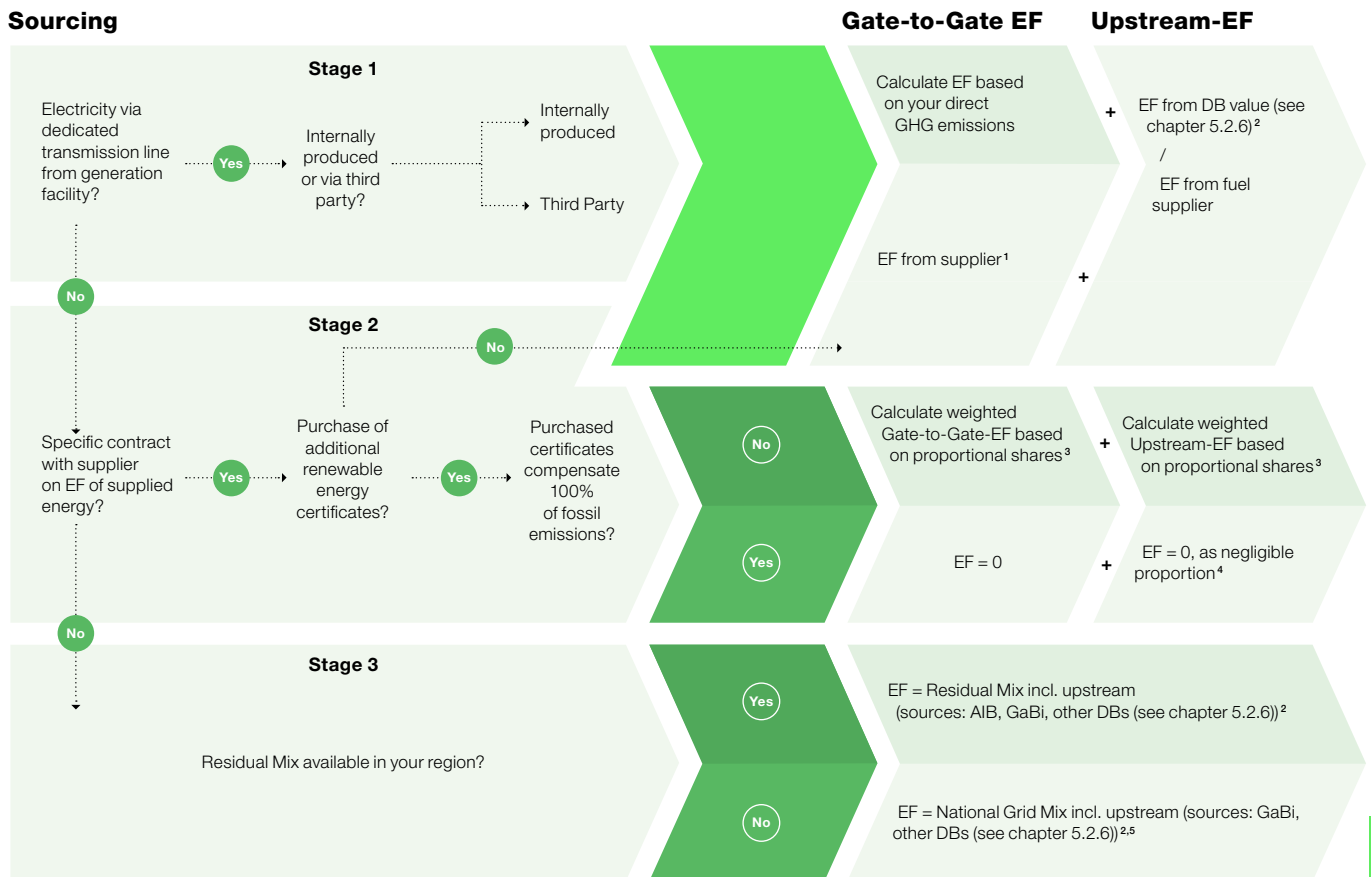 Sourcing
Gate-to-Gate EF
Upstream-EF
Stage 1
Electricity via
dedicated
transmission line
from generation
facility?
Yes
Internally
produced
or via third
party?
Internally
produced
Third Party
Calculate EF based
on your direct
GHG emissions
+
EF from DB value (see
chapter 5.2.6)²
/
EF from fuel
supplier
EF from supplier¹
+
No
Stage 2
No
Specific contract
with supplier
on EF of supplied
energy?
Yes
Purchase of
additional
renewable
energy
certificates?
Yes
Purchased
certificates
compensate
100%
of fossil
emissions?
No
Calculate weighted
Gate-to-Gate-EF based
on proportional shares³
+
Calculate weighted
Upstream-EF based
on proportional shares³
Yes
EF = 0
+
EF = 0, as negligible
proportion⁴
No
Stage 3
Residual Mix available in your region?
Yes
EF = Residual Mix incl. upstream
(sources: AIB, GaBi, other DBs (see chapter 5.2.6))²
No
EF = National Grid Mix incl. upstream (sources: GaBi,
other DBs (see chapter 5.2.6))²,⁵